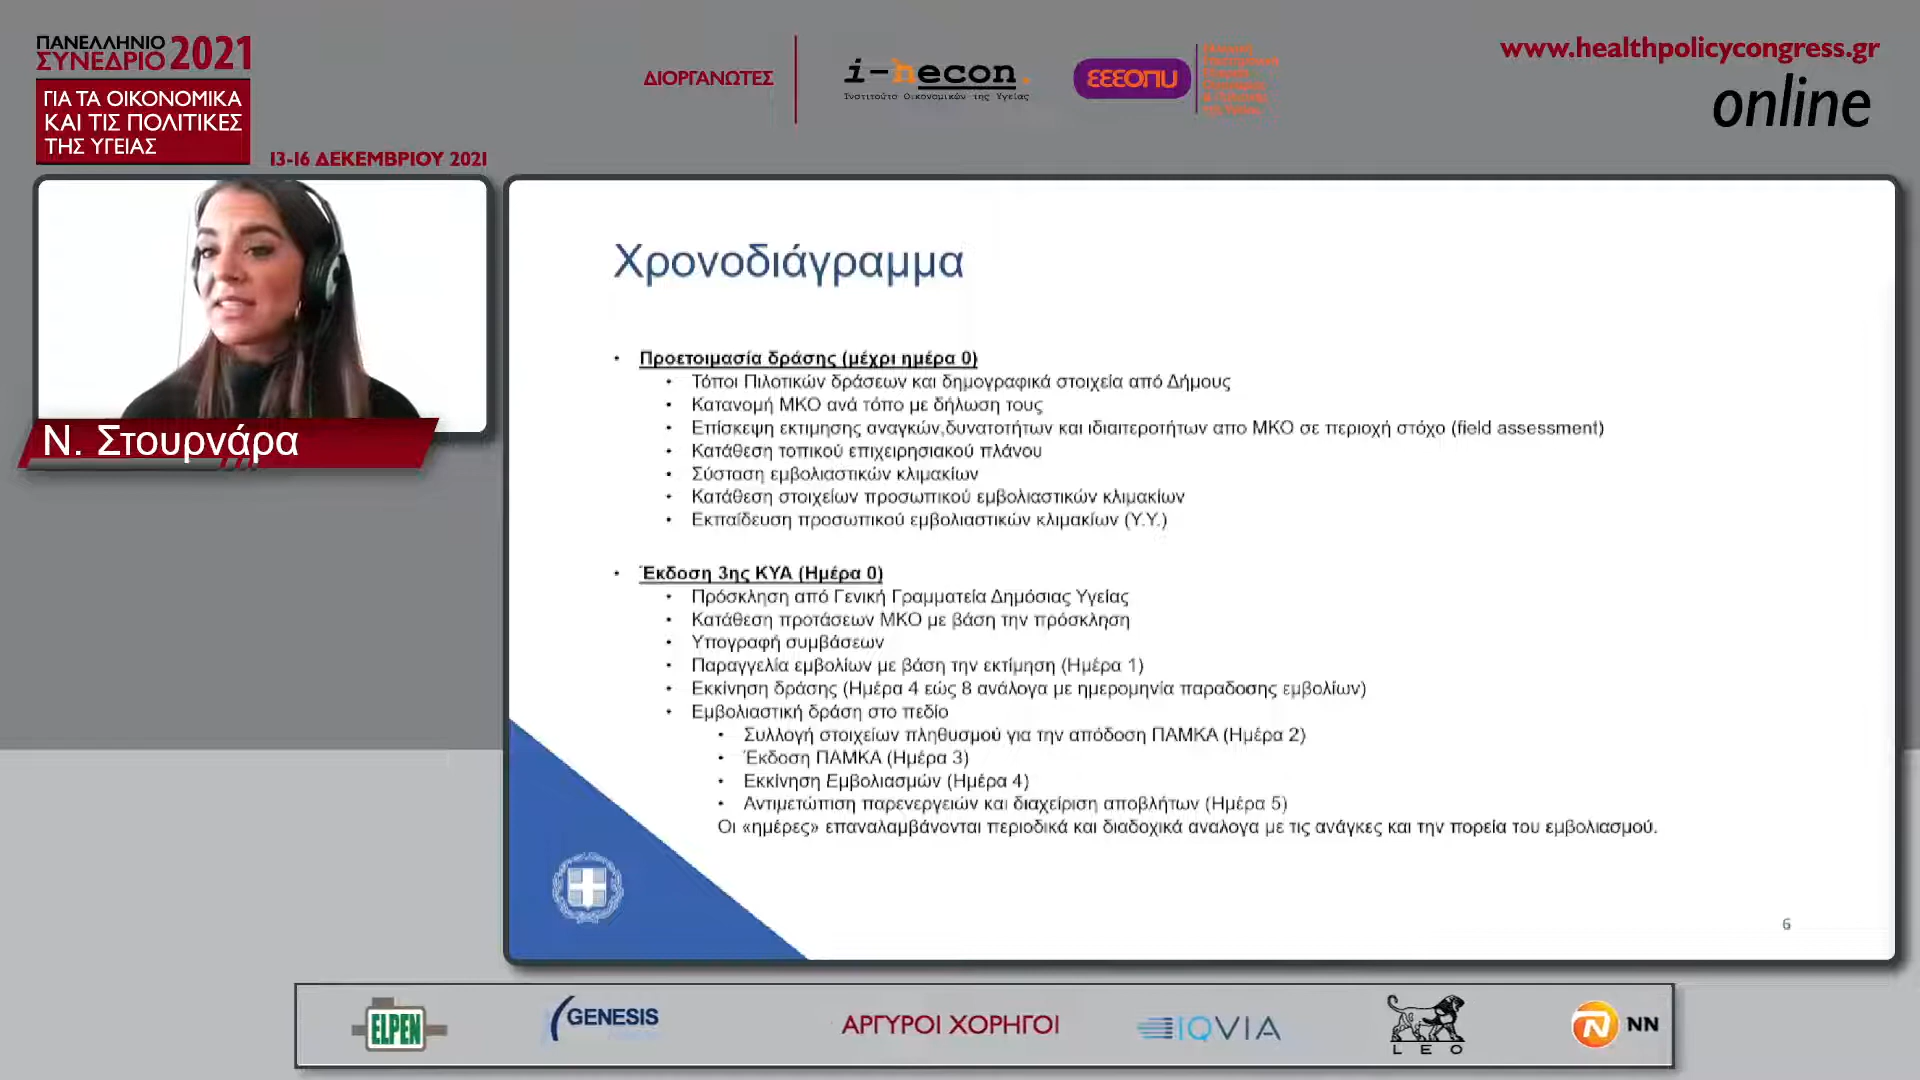 ΠΑΝΕΛΛΗΝΙΟ
ΣΥΝΕΔΡΙΟ 2021
ΓΙΑ ΤΑ ΟΙΚΟΝΟΜΙΚΑ
ΚΑΙ ΤΙΣ ΠΟΛΙΤΙΚΕΣ
ΤΗΣ ΥΓΕΙΑΣ
13-16 ΔΕΚΕΜΒΡΙΟΥ 2021
ΔΙΟΡΓΑΝΩΤΕΣ
i-hecon.
Ινστιτούτο Οικονομικών της Υγείας
ΕΕΕΟΠΥ
www.healthpolicycongress.gr
online
Ν. Στουρνάρα
Χρονοδιάγραμμα
• Προετοιμασία δράσης (μέχρι ημέρα 0)
• Τόποι Πιλοτικών δράσεων και δημογραφικά στοιχεία από Δήμους
• Κατανομή ΜΚΟ ανά τόπο με δήλωση τους
• Επίσκεψη εκτιμησης αναγκών,δυνατοτήτων και ιδιαιτεροτήτων απο ΜΚΟ σε περιοχή στόχο (field assessment)
• Κατάθεση τοπικού επιχειρησιακού πλάνου
• Σύσταση εμβολιαστικών κλιμακίων
• Κατάθεση στοιχείων προσωπικού εμβολιαστικών κλιμακίων
• Εκπαίδευση προσωπικού εμβολιαστικών κλιμακίων (Υ.Υ.)
• Έκδοση 3ης ΚΥΑ (Ημέρα 0)
• Πρόσκληση από Γενική Γραμματεία Δημόσιας Υγείας
• Κατάθεση προτάσεων ΜΚΟ με βάση την πρόσκληση
• Υπογραφή συμβάσεων
• Παραγγελία εμβολίων με βάση την εκτίμηση (Ημέρα 1)
• Εκκίνηση δράσης (Ημέρα 4 εώς 8 ανάλογα με ημερομηνία παραδοσης εμβολίων)
• Εμβολιαστική δράση στο πεδίο
• Συλλογή στοιχείων πληθυσμού για την απόδοση ΠΑΜΚΑ (Ημέρα 2)
• Έκδοση ΠΑΜΚΑ (Ημέρα 3)
• Εκκίνηση Εμβολιασμών (Ημέρα 4)
• Αντιμετώπιση παρενεργειών και διαχείριση αποβλήτων (Ημέρα 5)
Οι «ημέρες» επαναλαμβάνονται περιοδικά και διαδοχικά αναλογα με τις ανάγκες και την πορεία του εμβολιασμού.
6
ELPEN
GENESIS
ΑΡΓΥΡΟΙ ΧΟΡΗΓΟΙ
IQVIA
LEO
NN